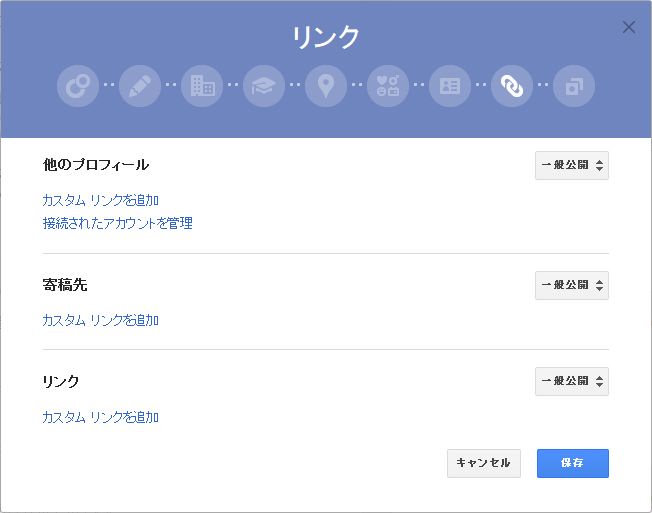 リンク
他のプロフィール
一般公開
カスタム リンクを追加
接続されたアカウントを管理
寄稿先
一般公開
カスタム リンクを追加
リンク
一般公開
カスタム リンクを追加
キャンセル
保存